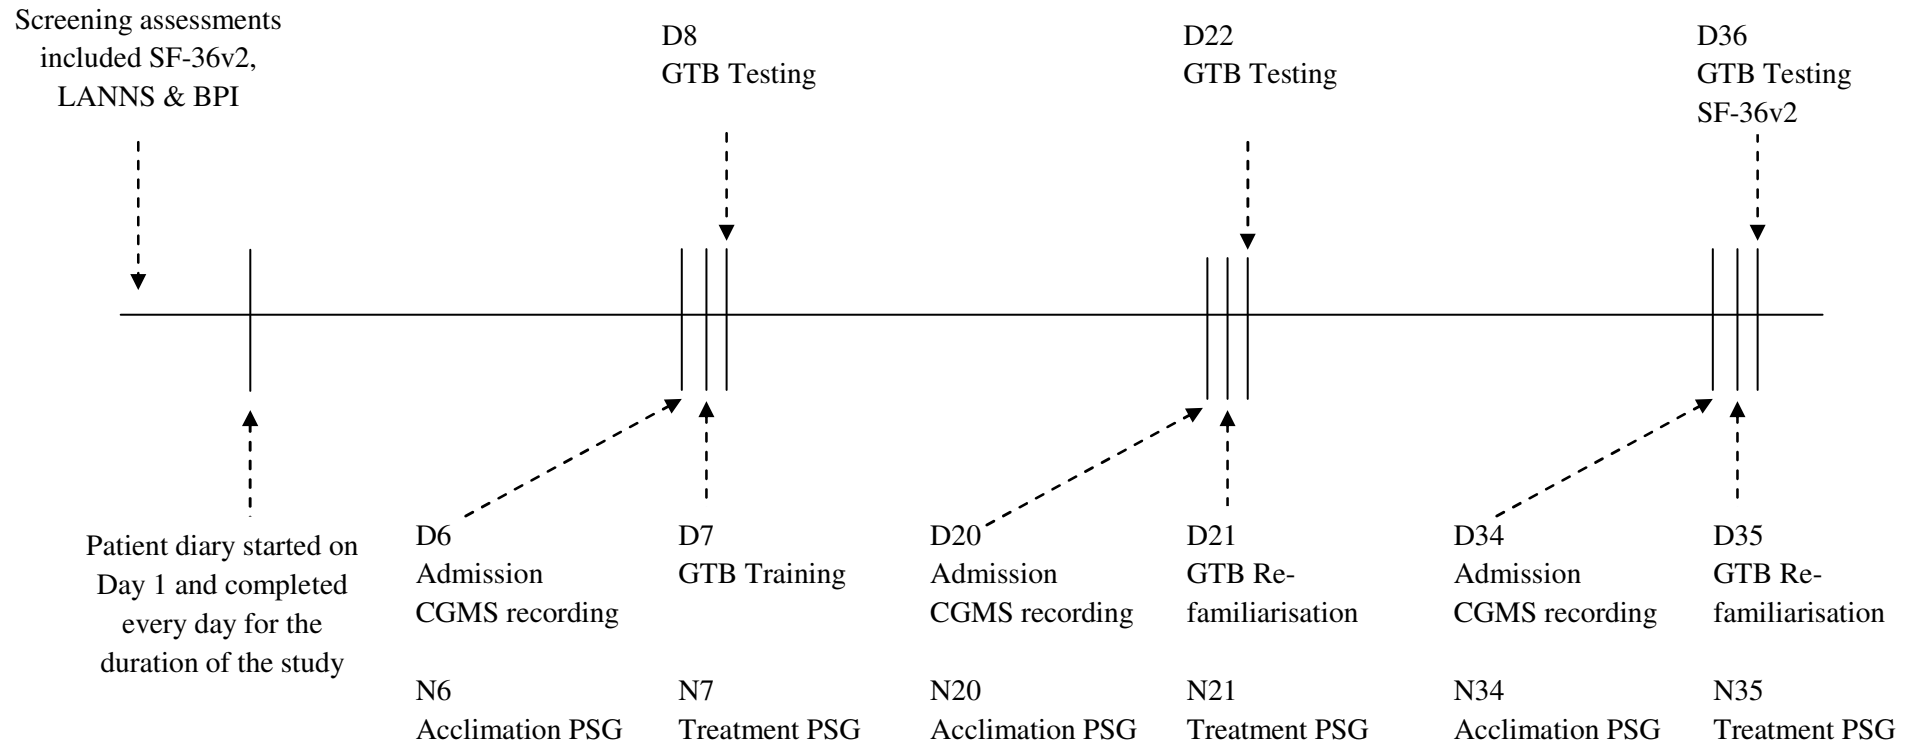 Screening assessments
included SF-36v2,
LANNS & BPI
D8
GTB Testing
D22
GTB Testing
D36
GTB Testing
SF-36v2
Patient diary started on
Day 1 and completed
every day for the
duration of the study
D6
Admission
CGMS recording
N6
Acclimation PSG
D7
GTB Training
N7
Treatment PSG
D20
Admission
CGMS recording
N20
Acclimation PSG
D21
GTB Re-
familiarisation
N21
Treatment PSG
D34
Admission
CGMS recording
N34
Acclimation PSG
D35
GTB Re-
familiarisation
N35
Treatment PSG